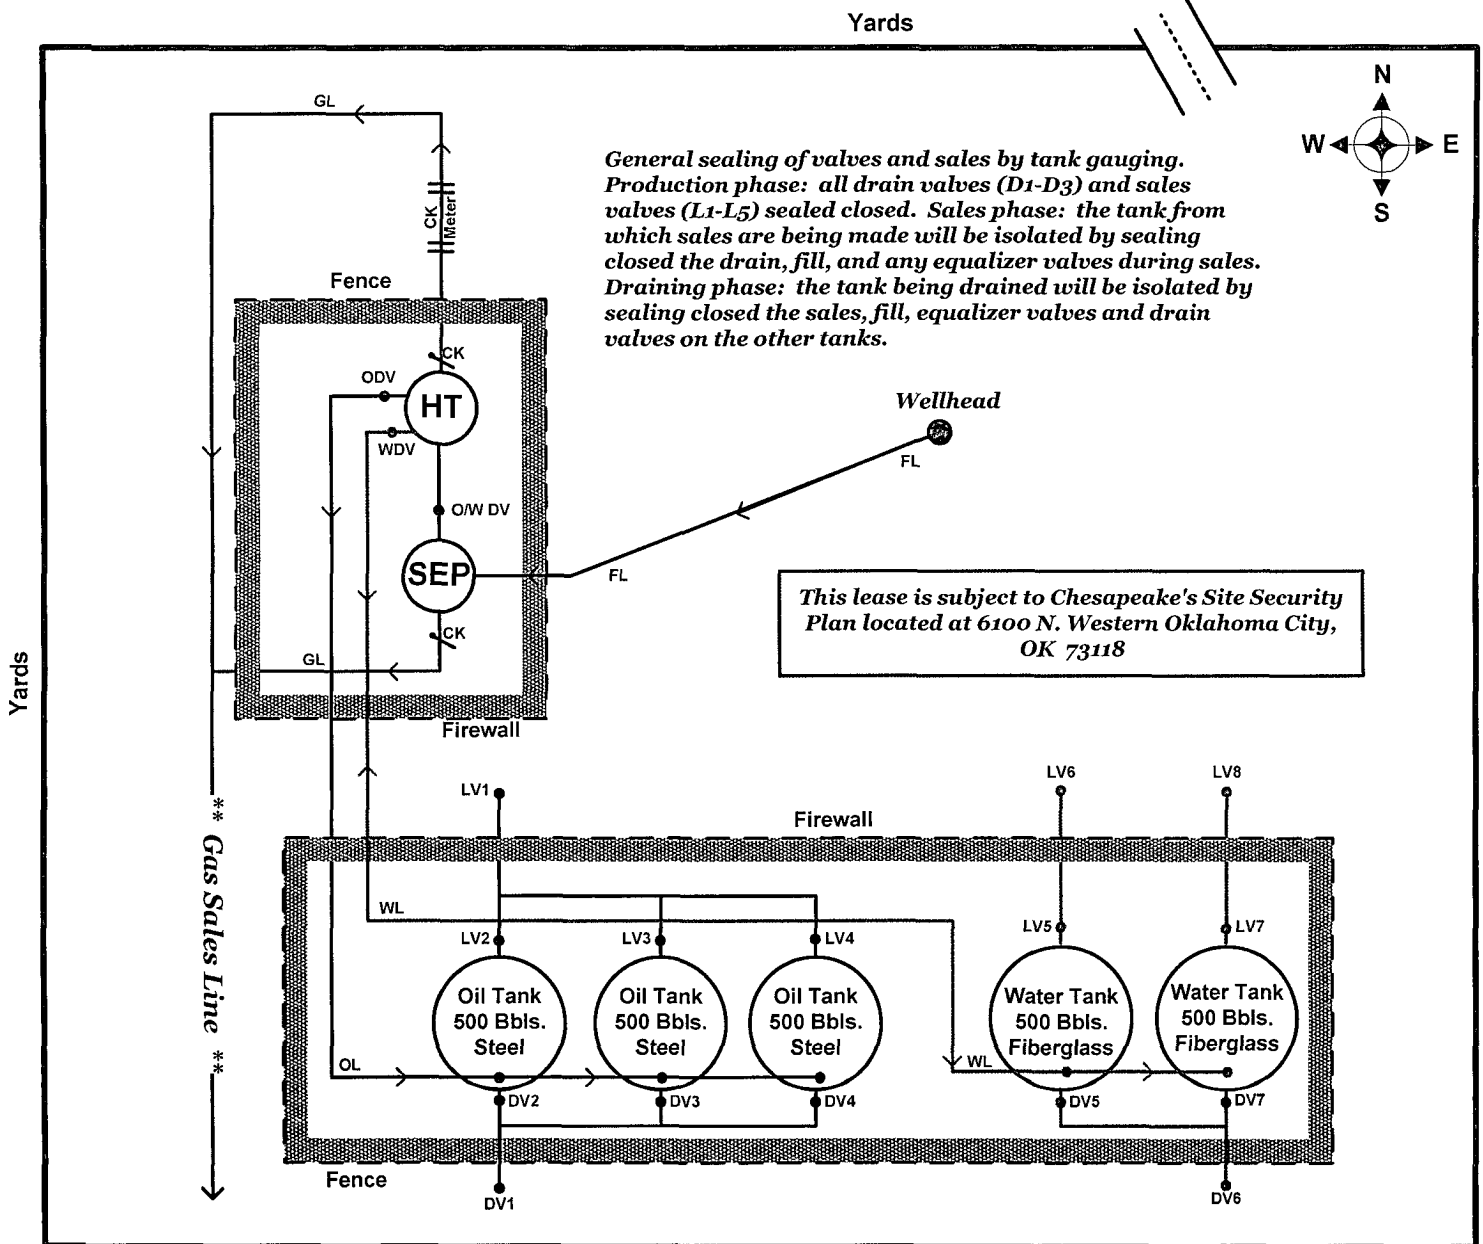 Yards
N
W E
S
GL
CK
Meter
General sealing of valves and sales by tank gauging.
Production phase: all drain valves (D1-D3) and sales
valves (L1-L5) sealed closed. Sales phase: the tank from
which sales are being made will be isolated by sealing
closed the drain, fill, and any equalizer valves during sales.
Draining phase: the tank being drained will be isolated by
sealing closed the sales, fill, equalizer valves and drain
valves on the other tanks.
Fence
CK
ODV
HT
WDV
Wellhead
FL
O/W DV
SEP
FL
CK
GL
This lease is subject to Chesapeake's Site Security
Plan located at 6100 N. Western Oklahoma City,
OK 73118
Yards
Firewall
** Gas Sales Line **
LV1
LV6
LV8
Firewall
WL
LV2
LV3
LV4
LV5
LV7
Oil Tank
500 Bbls.
Steel
Oil Tank
500 Bbls.
Steel
Oil Tank
500 Bbls.
Steel
Water Tank
500 Bbls.
Fiberglass
Water Tank
500 Bbls.
Fiberglass
OL
WL
DV2
DV3
DV4
DV5
DV7
Fence
DV1
DV6